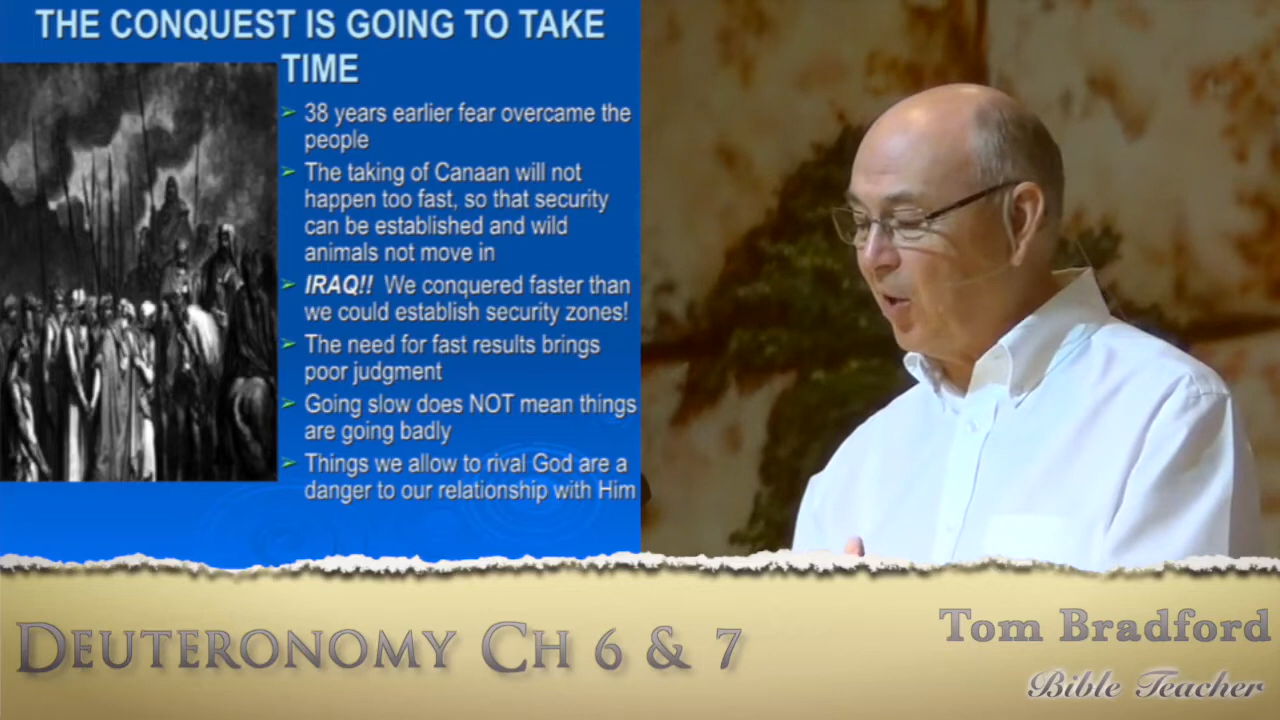 THE CONQUEST IS GOING TO TAKE
TIME
➢ 38 years earlier fear overcame the
people
➢ The taking of Canaan will not
happen too fast, so that security
can be established and wild
animals not move in
➢ IRAQ!! We conquered faster than
we could establish security zones!
➢ The need for fast results brings
poor judgment
➢ Going slow does NOT mean things
are going badly
➢ Things we allow to rival God are a
danger to our relationship with Him
DEUTERONOMY CH 6 & 7
Tom Bradford
Bible Teacher